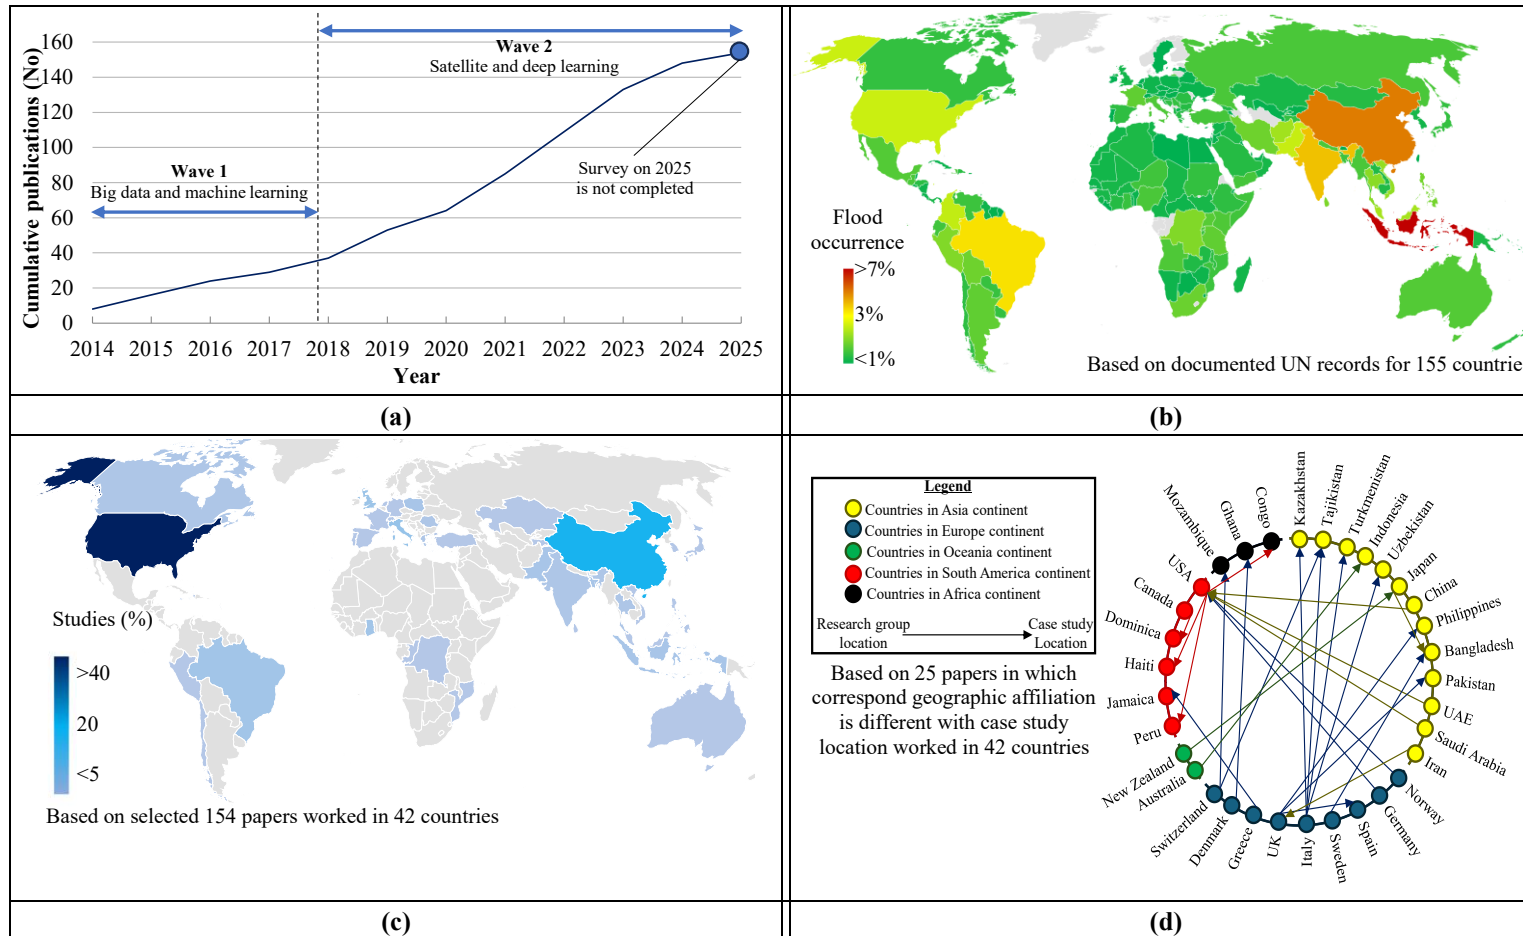 Cumulative publications (No)
160
140
120
100
80
60
40
20
0
Wave 2
Satellite and deep learning
Wave 1
Big data and machine learning
Survey on 2025
is not completed
2014 2015 2016 2017 2018 2019 2020 2021 2022 2023 2024 2025
Year
(a)
Flood
occurrence
>7%
3%
<1%
Based on documented UN records for 155 countrie
(b)
Studies (%)
>40
20
<5
Based on selected 154 papers worked in 42 countries
(c)
Legend
Countries in Asia continent
Countries in Europe continent
Countries in Oceania continent
Countries in South America continent
Countries in Africa continent
Research group
location
Case study
Location
Based on 25 papers in which
correspond geographic affiliation
is different with case study
location worked in 42 countries
Kazakhstan
Tajikistan
Turkmenistan
Indonesia
Uzbekistan
Japan
China
Philippines
Bangladesh
Pakistan
UAE
Saudi Arabia
Iran
Norway
Germany
Spain
Sweden
Italy
UK
Greece
Denmark
Switzerland
Australia
New Zealand
Peru
Jamaica
Haiti
Dominica
Canada
USA
Mozambique
Ghana
Congo
(d)